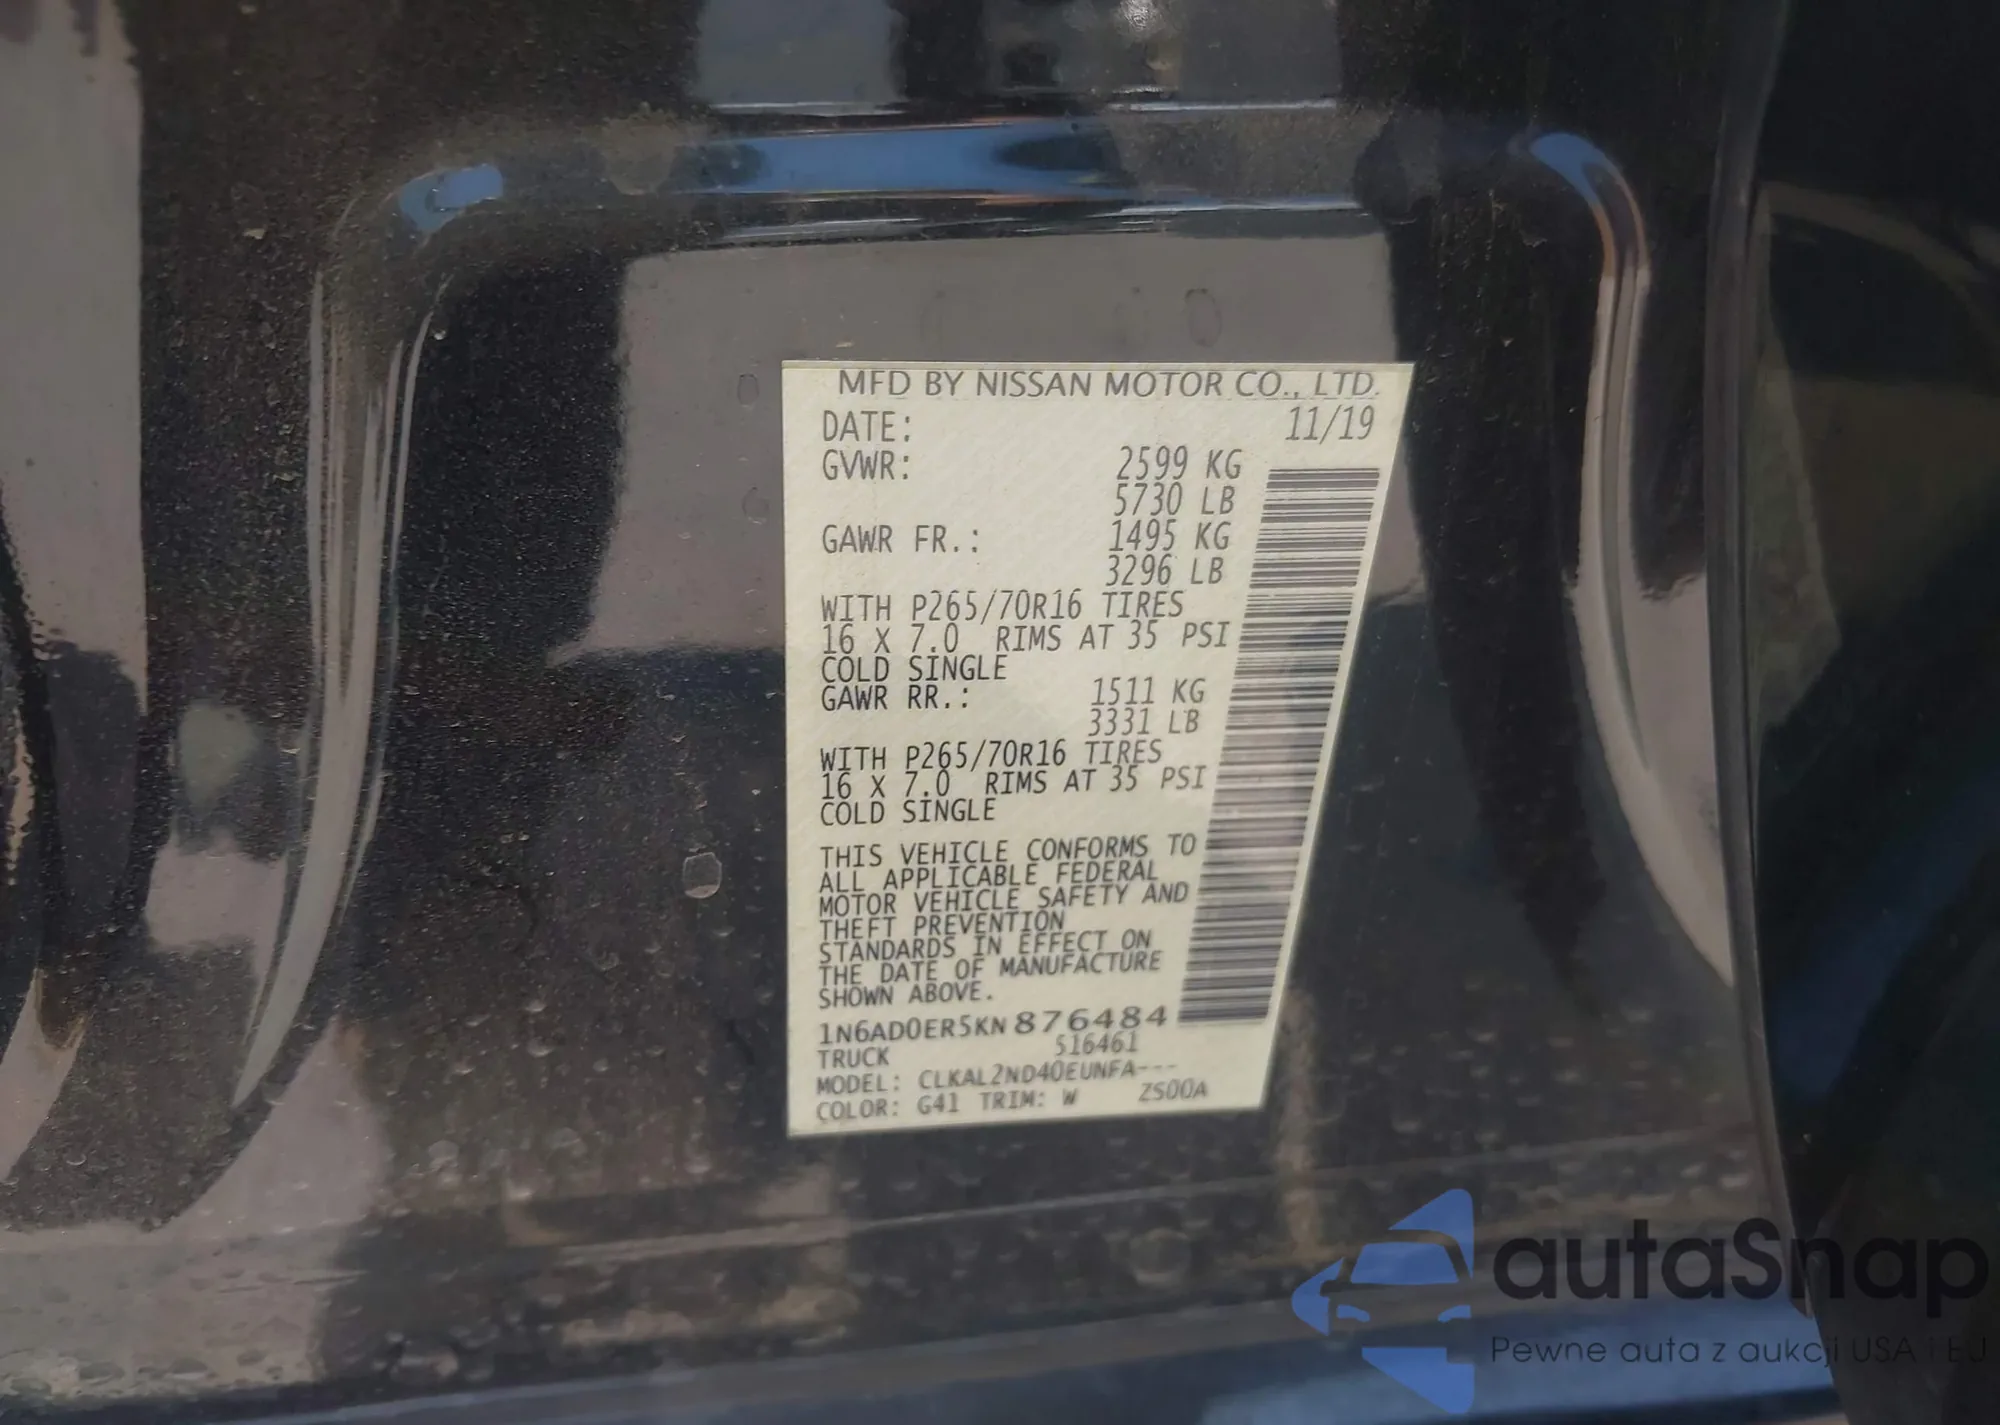 MFD BY NISSAN MOTOR CO., LTD.
DATE: 11/19
GVWR: 2599 KG
5730 LB
GAWR FR.: 1495 KG
3296 LB
WITH P265/70R16 TIRES
16 X 7.0 RIMS AT 35 PSI
COLD SINGLE
GAWR RR.: 1511 KG
3331 LB
WITH P265/70R16 TIRES
16 X 7.0 RIMS AT 35 PSI
COLD SINGLE
THIS VEHICLE CONFORMS TO
ALL APPLICABLE FEDERAL
MOTOR VEHICLE SAFETY AND
THEFT PREVENTION
STANDARDS IN EFFECT ON
THE DATE OF MANUFACTURE
SHOWN ABOVE.
1N6AD0ER5KN876484
TRUCK 516461
MODEL: CLKAL2ND40EUNFA---
COLOR: G41 TRIM: W ZS00A
autaSnap
Pewne auta z aukcji USA i EU